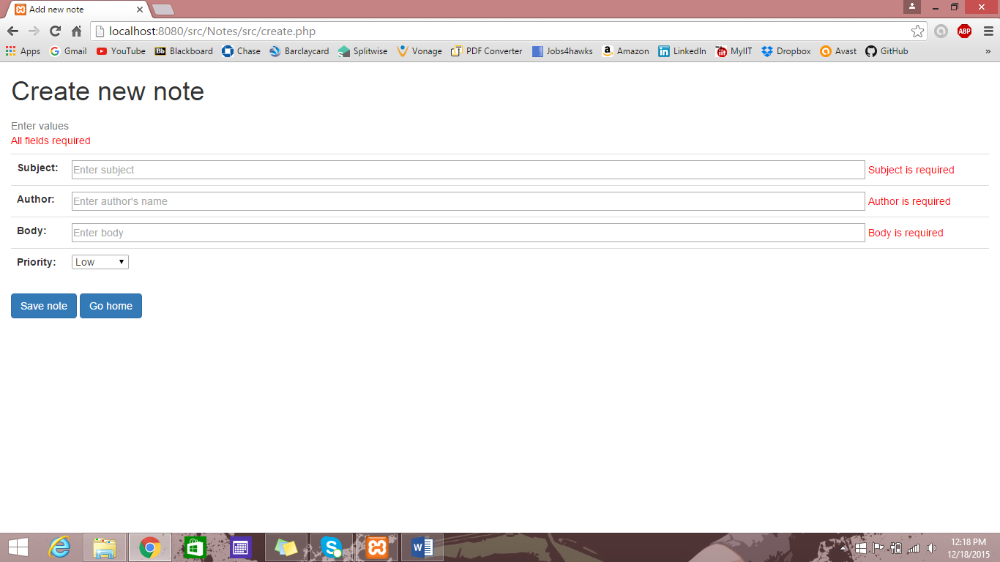 Add new note
localhost:8080/src/Notes/src/create.php
ABP
Apps Gmail YouTube Bb Blackboard Chase Barclaycard Splitwise Vonage PDF Converter Jobs4hawks a Amazon in LinkedIn MyIIT Dropbox Avast GitHub »
Create new note
Enter values
All fields required
Subject: Enter subject Subject is required
Author: Enter author's name Author is required
Body: Enter body Body is required
Priority: Low
Save note Go home
12:18 PM
12/18/2015